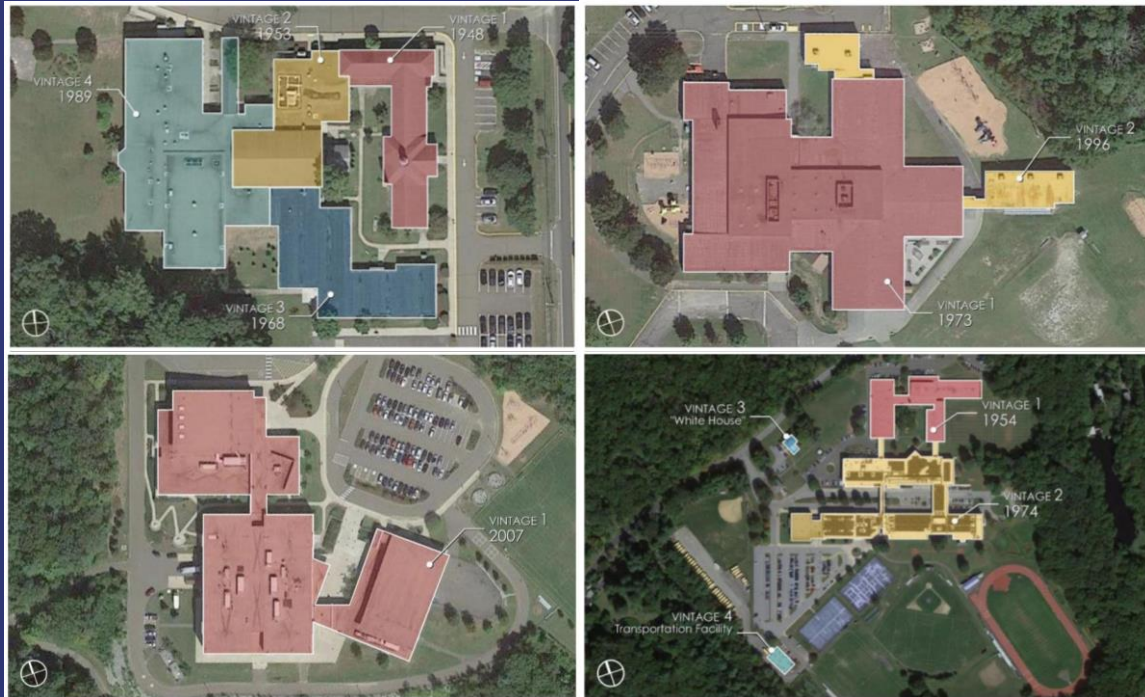 VINTAGE 2
1953
VINTAGE 1
1948
VINTAGE 4
1989
VINTAGE 3
1968
VINTAGE 2
1996
VINTAGE 1
1973
VINTAGE 1
2007
VINTAGE 3
"White House"
VINTAGE 1
1954
VINTAGE 2
1974
VINTAGE 4
Transportation Facility